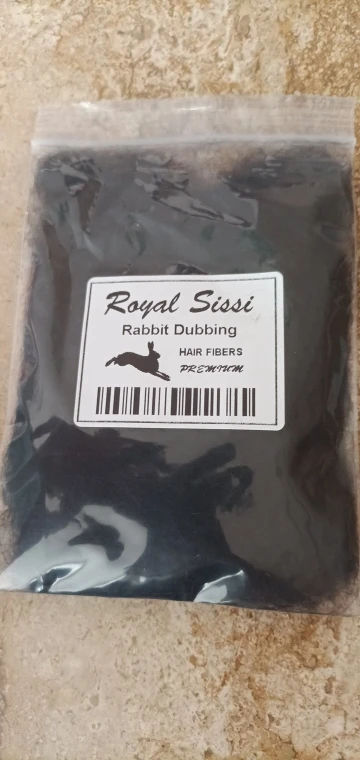 Royal Sissi
Rabbit Dubbing
HAIR FIBERS
PREMIUM